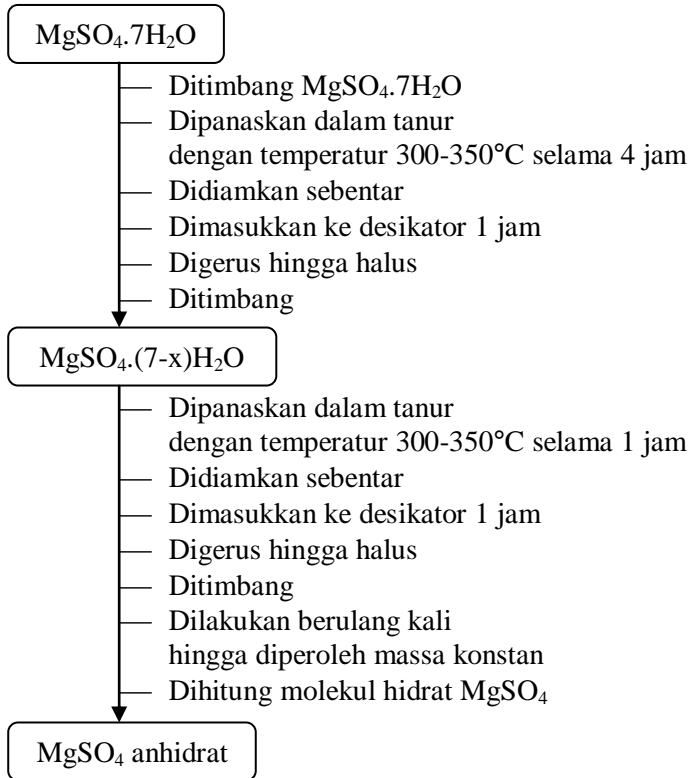 MgSO₄.7H₂O
Ditimbang MgSO₄.7H₂O
Dipanaskan dalam tanur
dengan temperatur 300-350°C selama 4 jam
Didiamkan sebentar
Dimasukkan ke desikator 1 jam
Digerus hingga halus
Ditimbang
MgSO₄.(7-x)H₂O
Dipanaskan dalam tanur
dengan temperatur 300-350°C selama 1 jam
Didiamkan sebentar
Dimasukkan ke desikator 1 jam
Digerus hingga halus
Ditimbang
Dilakukan berulang kali
hingga diperoleh massa konstan
Dihitung molekul hidrat MgSO₄
MgSO₄ anhidrat